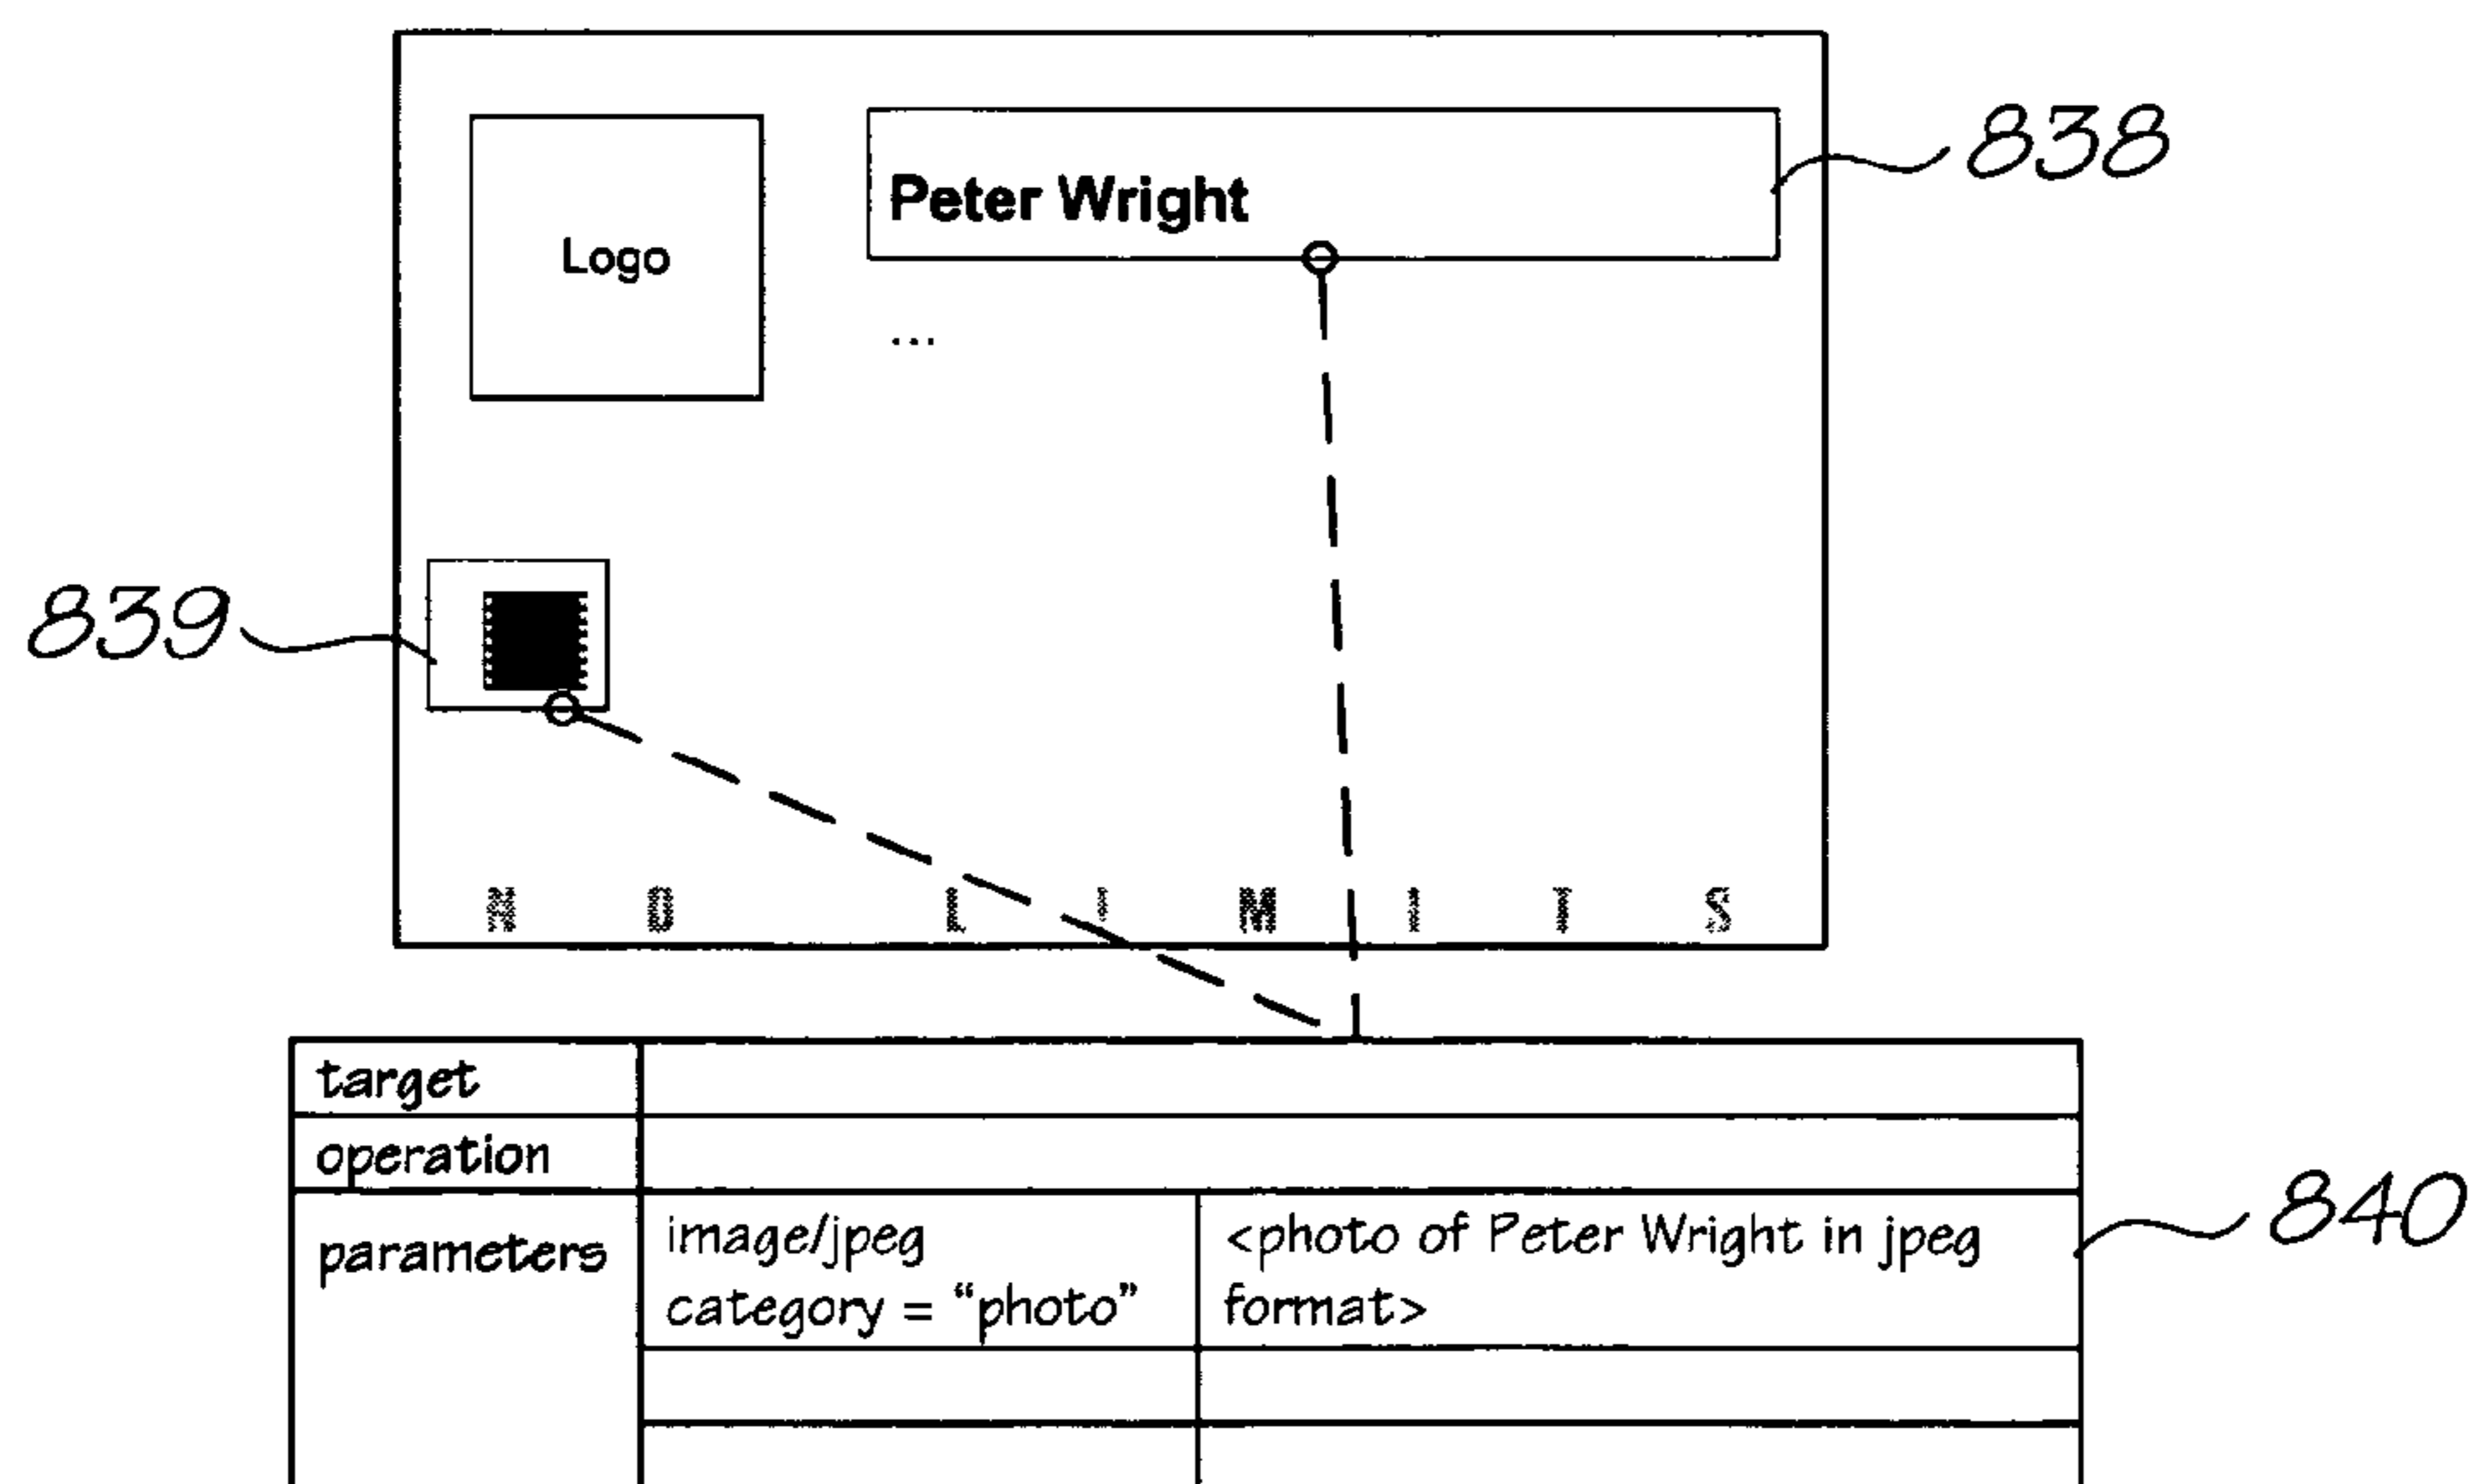 838
Peter Wright
Logo
...
839
N O L I M I T S
target
operation
840
parameters
image/jpeg
category = “photo”
<photo of Peter Wright in jpeg
format>